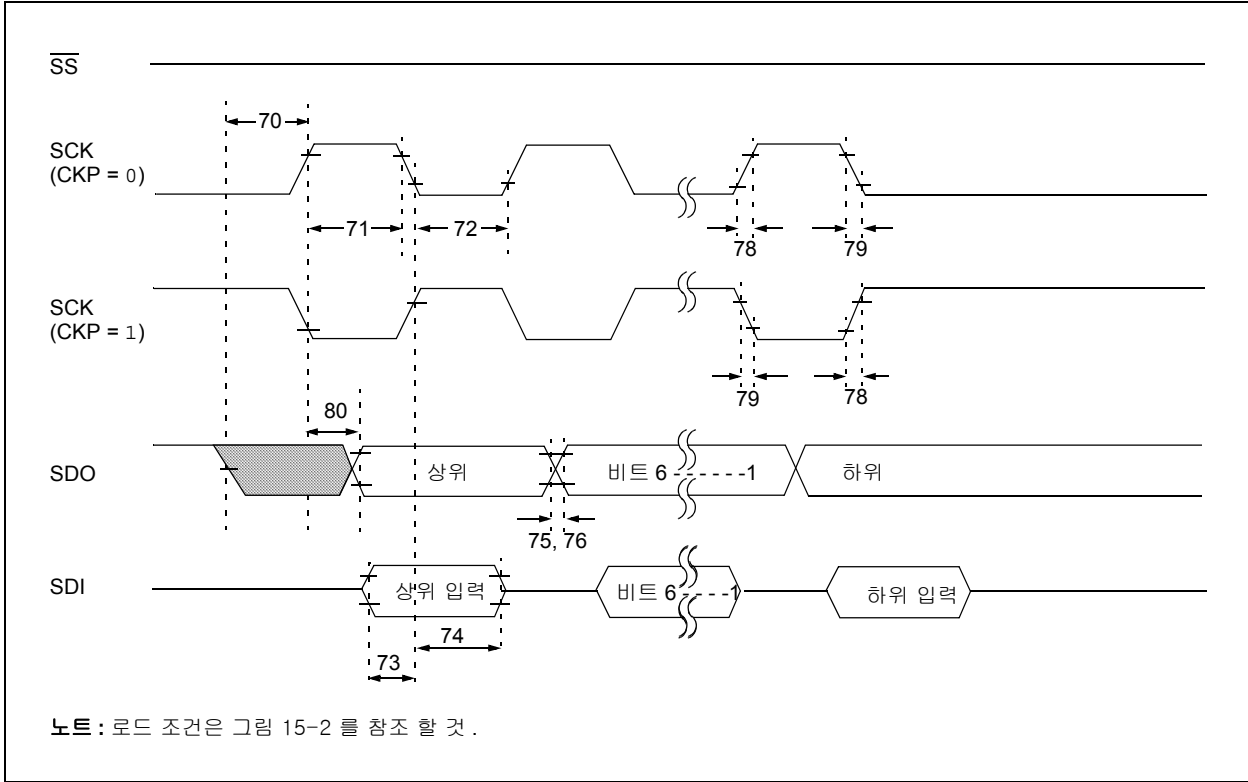 SS
70
SCK
(CKP = 0)
71
72
78
79
SCK
(CKP = 1)
79
78
80
SDO
상위
비트 6 - - - - - -1
하위
75, 76
SDI
상위 입력
비트 6 - - - - -1
하위 입력
74
73
노트 : 로드 조건은 그림 15-2 를 참조 할 것 .